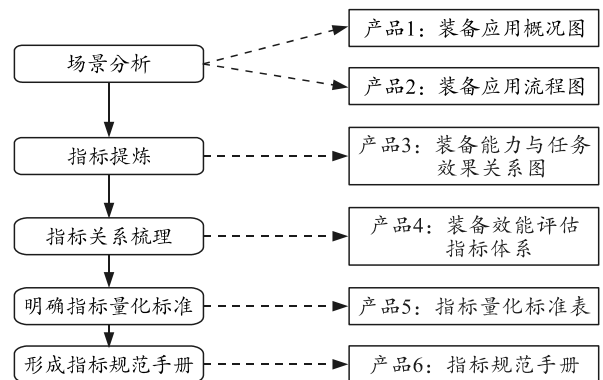 场景分析
产品1：装备应用概况图
产品2：装备应用流程图
指标提炼
产品3：装备能力与任务
效果关系图
指标关系梳理
产品4：装备效能评估
指标体系
明确指标量化标准
产品5：指标量化标准表
形成指标规范手册
产品6：指标规范手册